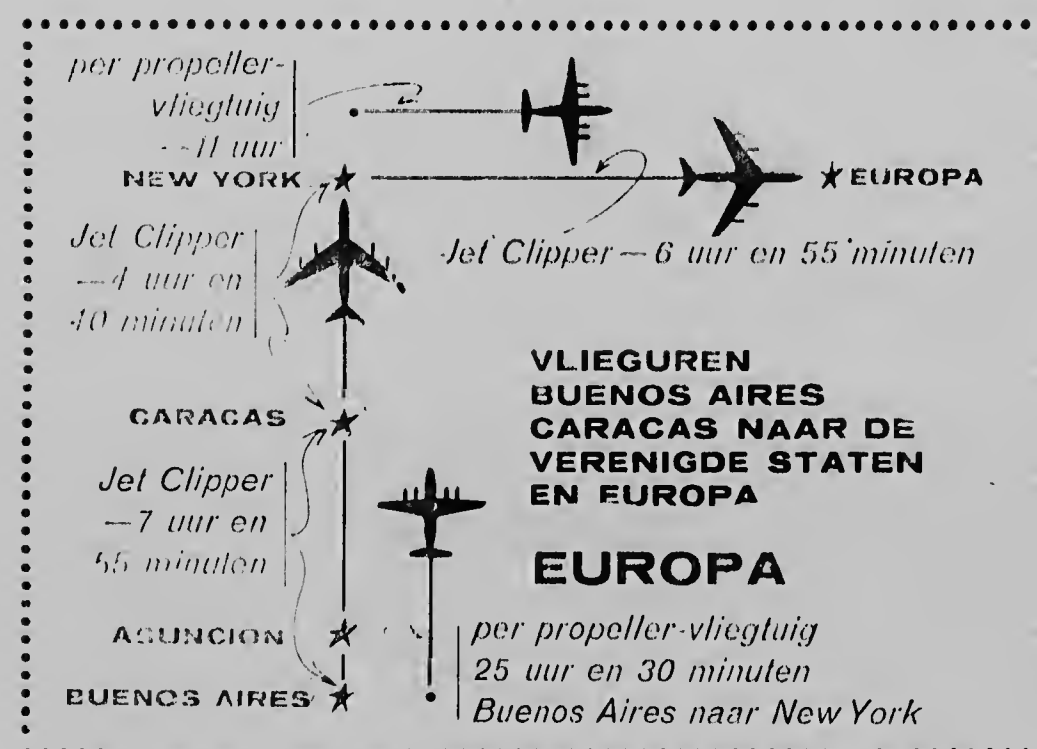 per propeller-
vliegtuig
--11 uur
NEW YORK
EUROPA
Jet Clipper
—4 uur en
40 minuten
Jet Clipper — 6 uur en 55 minuten
VLIEGUREN
BUENOS AIRES
CARACAS NAAR DE
VERENIGDE STATEN
EN EUROPA
CARACAS
Jet Clipper
—7 uur en
55 minuten
EUROPA
ASUNCION
BUENOS AIRES
per propeller-vliegtuig
25 uur en 30 minuten
Buenos Aires naar New York